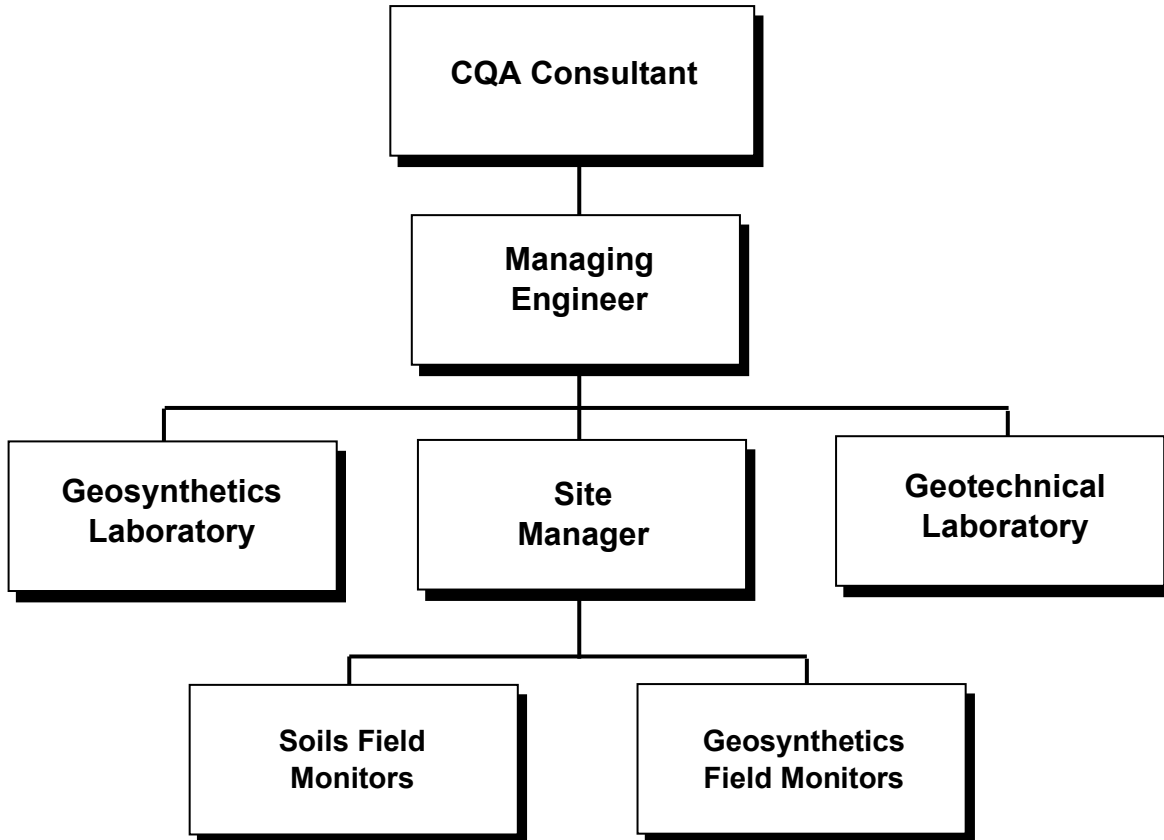 CQA Consultant
Managing
Engineer
Geosynthetics
Laboratory
Site
Manager
Geotechnical
Laboratory
Soils Field
Monitors
Geosynthetics
Field Monitors